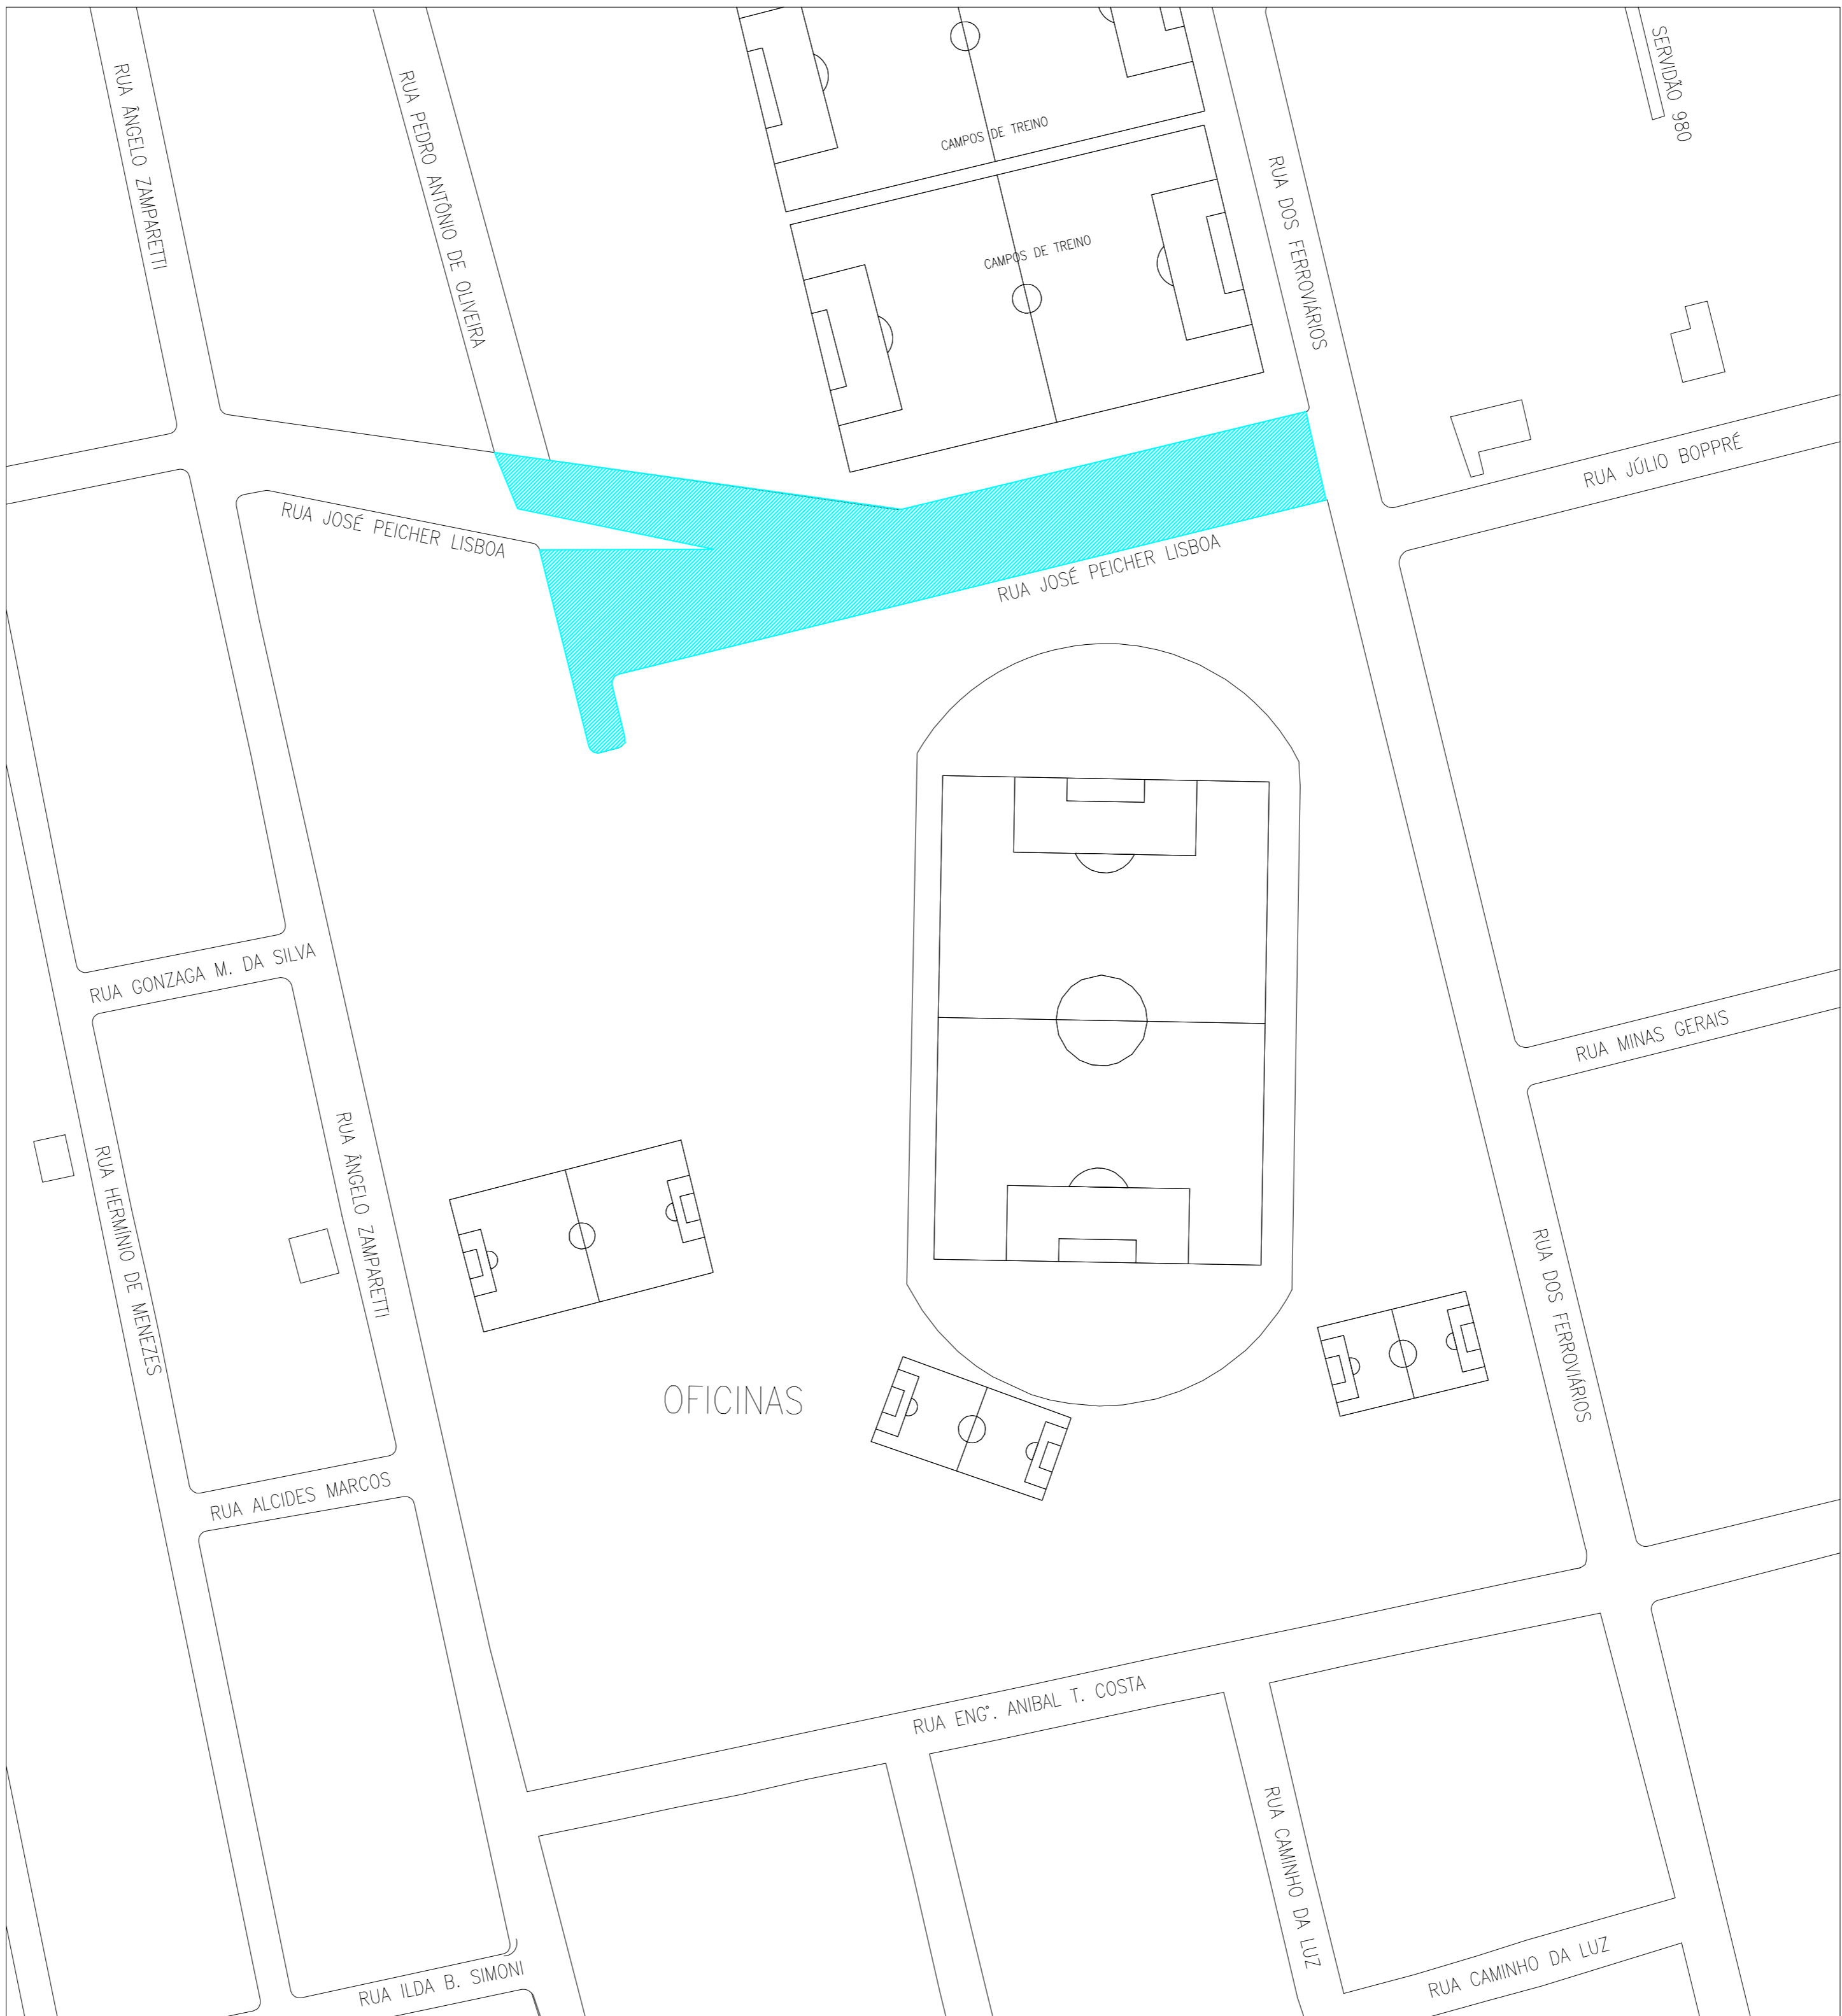 RUA ÂNGELO ZAMPARETTI
RUA PEDRO ANTÔNIO DE OLIVEIRA
CAMPOS DE TREINO
CAMPOS DE TREINO
RUA DOS FERROVIÁRIOS
SERVIDÃO 980
RUA JÚLIO BOPPRÉ
RUA JOSÉ PEICHER LISBOA
RUA JOSÉ PEICHER LISBOA
RUA GONZAGA M. DA SILVA
RUA MINAS GERAIS
RUA HERMÍNIO DE MENEZES
RUA ÂNGELO ZAMPARETTI
RUA DOS FERROVIÁRIOS
OFICINAS
RUA ALCIDES MARCOS
RUA ENG°. ANIBAL T. COSTA
RUA CAMINHO DA LUZ
RUA CAMINHO DA LUZ
RUA ILDA B. SIMONI